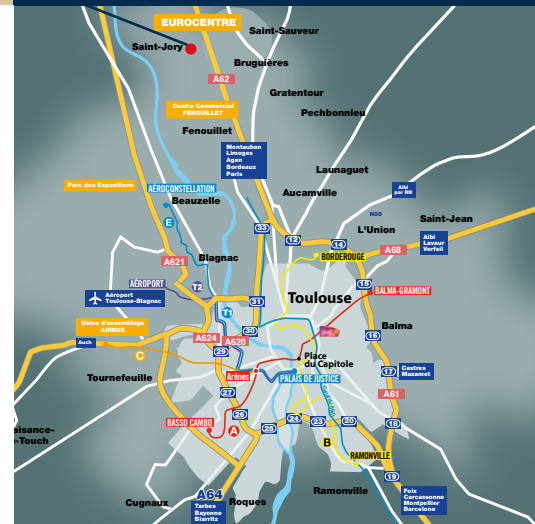 EUROCENTRE
Saint-Sauveur
Saint-Jory
Bruguières
A62
Gratentour
Centre Commercial
FENOUILLET
Pechbonnieu
Fenouillet
Montauban
Limoges
Agen
Bordeaux
Paris
Launaguet
Parc des Expositions
AÉROCONSTELLATION
Aucamville
Albi
par RN
Beauzelle
N88
Saint-Jean
E
33
L'Union
12
14
Albi
Lavaur
Verfeil
A68
Blagnac
BORDEROUGE
A621
AÉROPORT
T2
15
BALMA-GRAMONT
Aéroport
Toulouse-Blagnac
31
Toulouse
T1
Usine d'assemblage
AIRBUS
30
Balma
16
A624
A620
Auch
29
C
Place
du Capitole
17
Castres
Mazamet
Tournefeuille
Arènes
PALAIS DE JUSTICE
27
A61
26
24
23
20
18
BASSO CAMBO
A
25
aisance-
-Touch
B
RAMONVILLE
19
A64
Ramonville
Foix
Carcassonne
Montpellier
Barcelone
Cugnaux
Tarbes
Bayonne
Biarritz
Roques